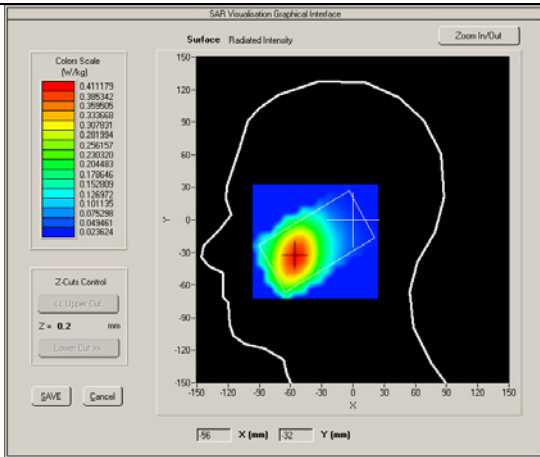 SAR Visualisation Graphical Interface
Surface Radiated Intensity
Zoom In/Out
Colors Scale
(W/kg)
0.411179
0.385342
0.359505
0.333668
0.307831
0.281994
0.256157
0.230320
0.204483
0.178646
0.152809
0.126972
0.101135
0.075298
0.049461
0.023624
150-
120-
90-
60-
30-
0-
-30-
-60-
-90-
-120-
-150-
Y
-150 -120 -90 -60 -30 0 30 60 90 120 150
X
Z-Cuts Control
<< Upper Cut
Z = 0.2 mm
Lower Cut >>
SAVE Cancel
-56 X (mm) -32 Y (mm)